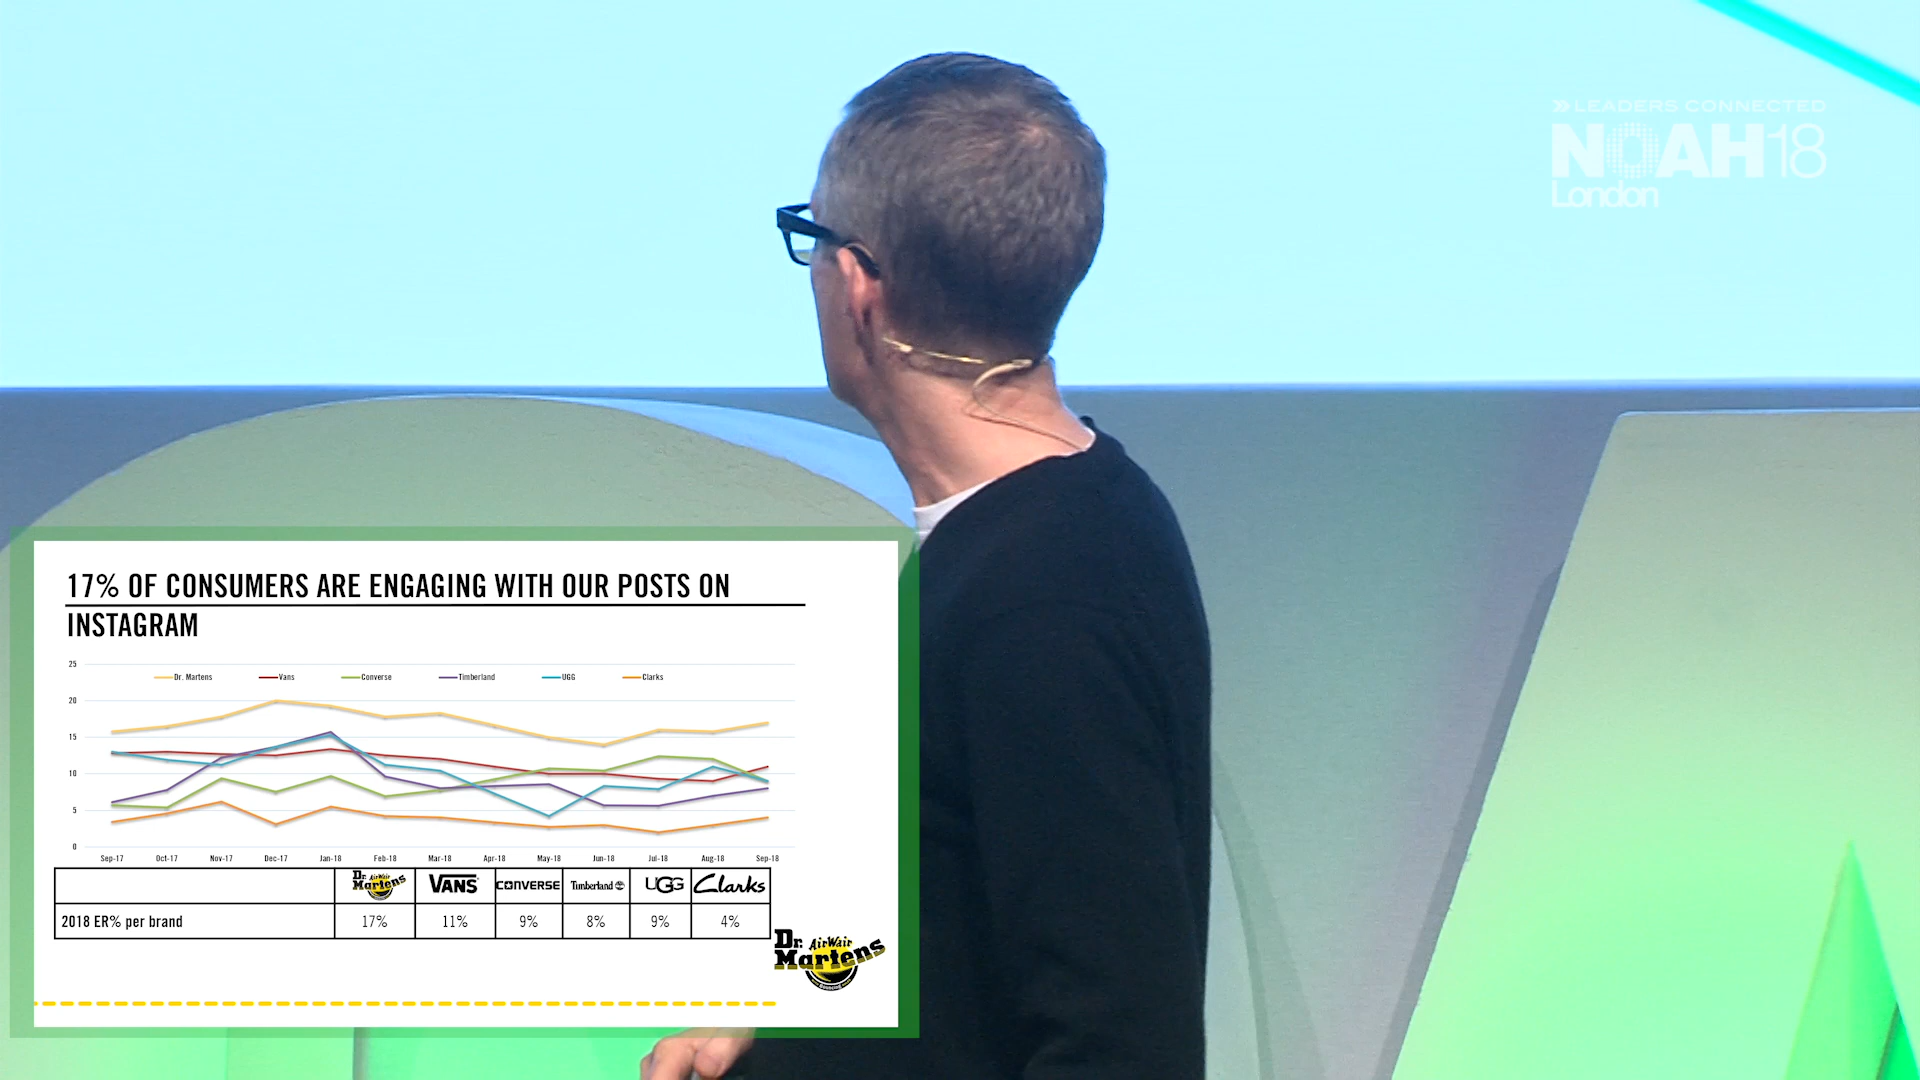 LEADERS CONNECTED
NOAH18
London
17% OF CONSUMERS ARE ENGAGING WITH OUR POSTS ON
INSTAGRAM
25
Dr. Martens Vans Converse Timberland UGG Clarks
20
15
10
5
0
Sep-17 Oct-17 Nov-17 Dec-17 Jan-18 Feb-18 Mar-18 Apr-18 May-18 Jun-18 Jul-18 Aug-18 Sep-18
Dr. Martens AirWair VANS CONVERSE Timberland UGG Clarks
2018 ER% per brand 17% 11% 9% 8% 9% 4%
Dr. AirWair
Martens